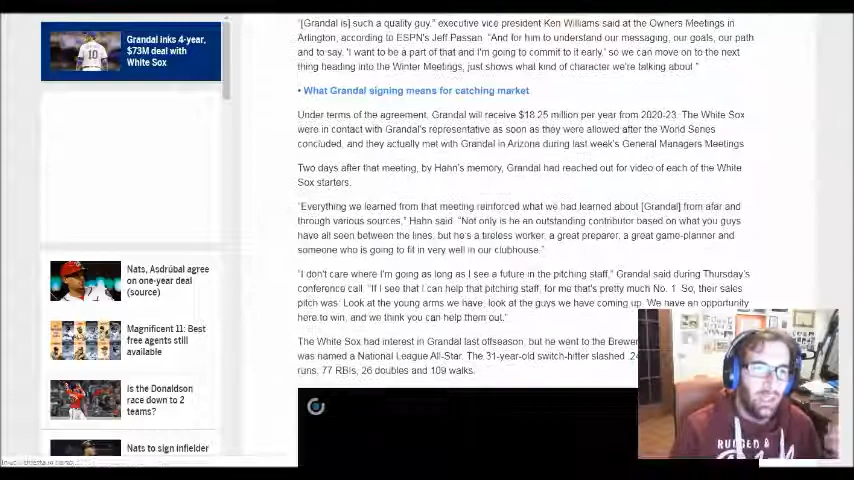 Grandal inks 4-year,
$73M deal with
White Sox
Nats, Asdrúbal agree
on one-year deal
(source)
Magnificent 11: Best
free agents still
available
Is the Donaldson
race down to 2
teams?
Nats to sign infielder
"[Grandal is] such a quality guy," executive vice president Ken Williams said at the Owners Meetings in
Arlington, according to ESPN's Jeff Passan. "And for him to understand our messaging, our goals, our path
and to say, 'I want to be a part of that and I'm going to commit to it early,' so we can move on to the next
thing heading into the Winter Meetings, just shows what kind of character we're talking about."
• What Grandal signing means for catching market
Under terms of the agreement, Grandal will receive $18.25 million per year from 2020-23. The White Sox
were in contact with Grandal's representative as soon as they were allowed after the World Series
concluded, and they actually met with Grandal in Arizona during last week's General Managers Meetings
Two days after that meeting, by Hahn's memory, Grandal had reached out for video of each of the White
Sox starters.
"Everything we learned from that meeting reinforced what we had learned about [Grandal] from afar and
through various sources," Hahn said. "Not only is he an outstanding contributor based on what you guys
have all seen between the lines, but he's a tireless worker, a great preparer, a great game-planner and
someone who is going to fit in very well in our clubhouse."
"I don't care where I'm going as long as I see a future in the pitching staff," Grandal said during Thursday's
conference call. "If I see that I can help that pitching staff, for me that's pretty much No. 1. So, their sales
pitch was: Look at the young arms we have, look at the guys we have coming up. We have an opportunity
here to win, and we think you can help them out."
The White Sox had interest in Grandal last offseason, but he went to the Brewer
was named a National League All-Star. The 31-year-old switch-hitter slashed .24
runs, 77 RBIs, 26 doubles and 109 walks.
RUGGED &